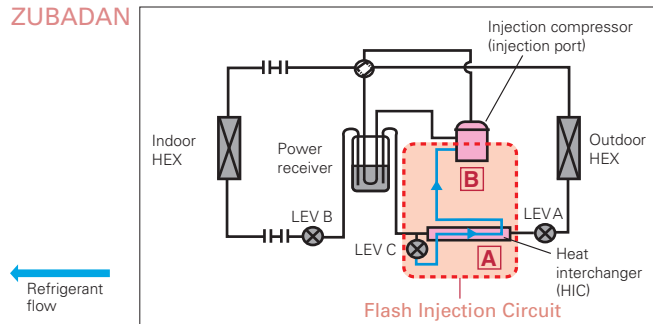 ZUBADAN
Injection compressor
(injection port)
Indoor
HEX
Power
receiver
Outdoor
HEX
B
LEV B
LEV A
LEV C
A
Heat
interchanger
(HIC)
Refrigerant
flow
Flash Injection Circuit